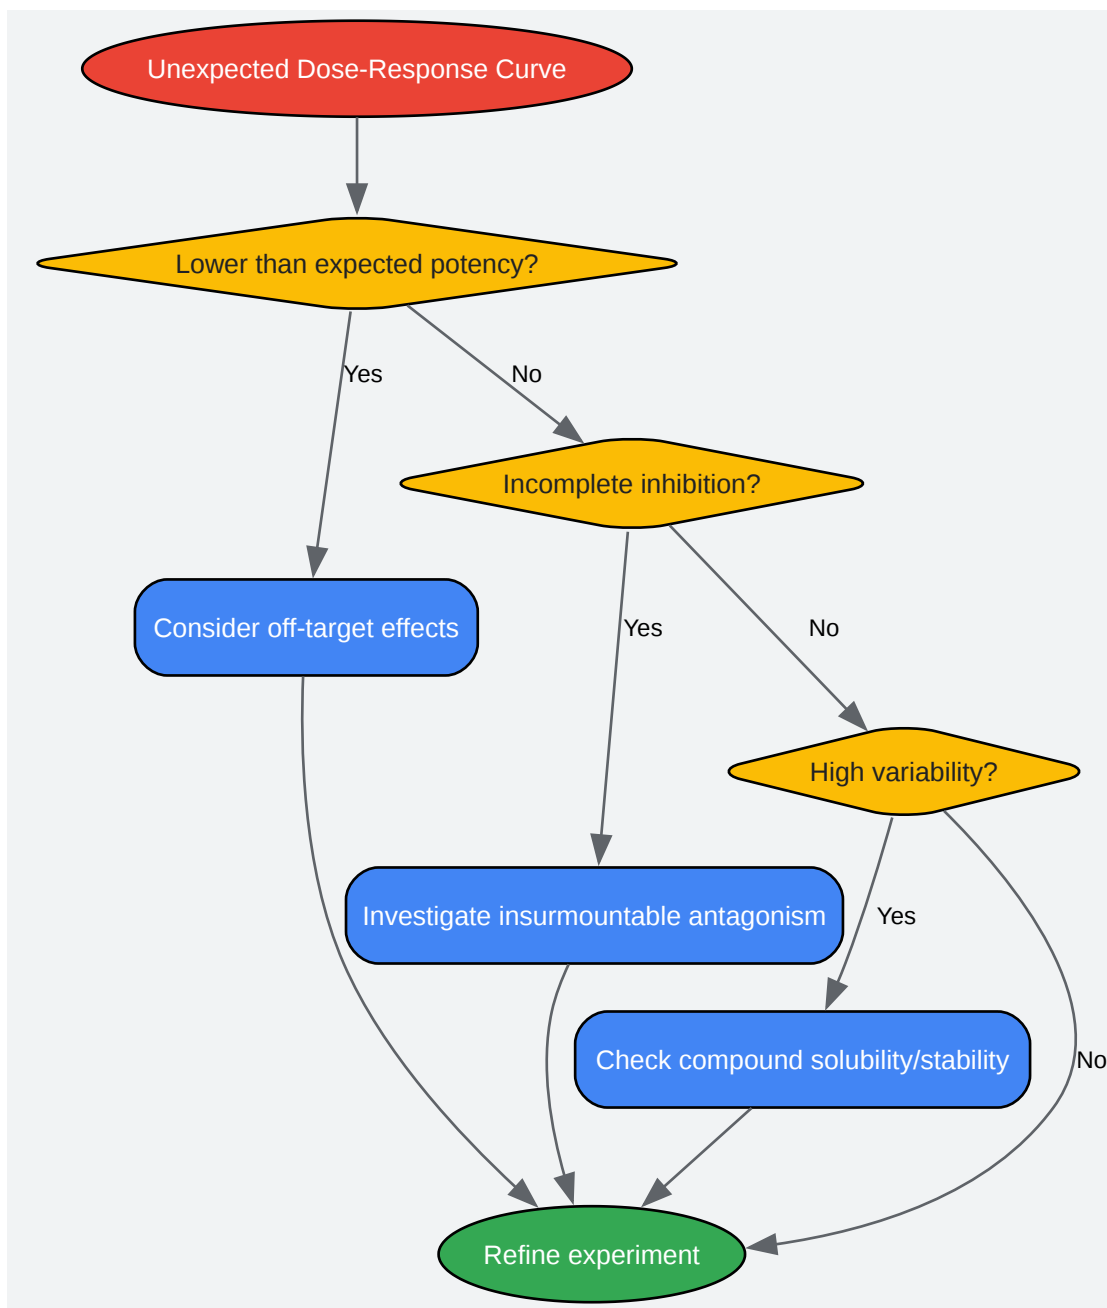 Unexpected Dose-Response Curve
Lower than expected potency?
Yes
No
Incomplete inhibition?
Consider off-target effects
Yes
No
High variability?
Investigate insurmountable antagonism
Yes
Check compound solubility/stability
No
Refine experiment